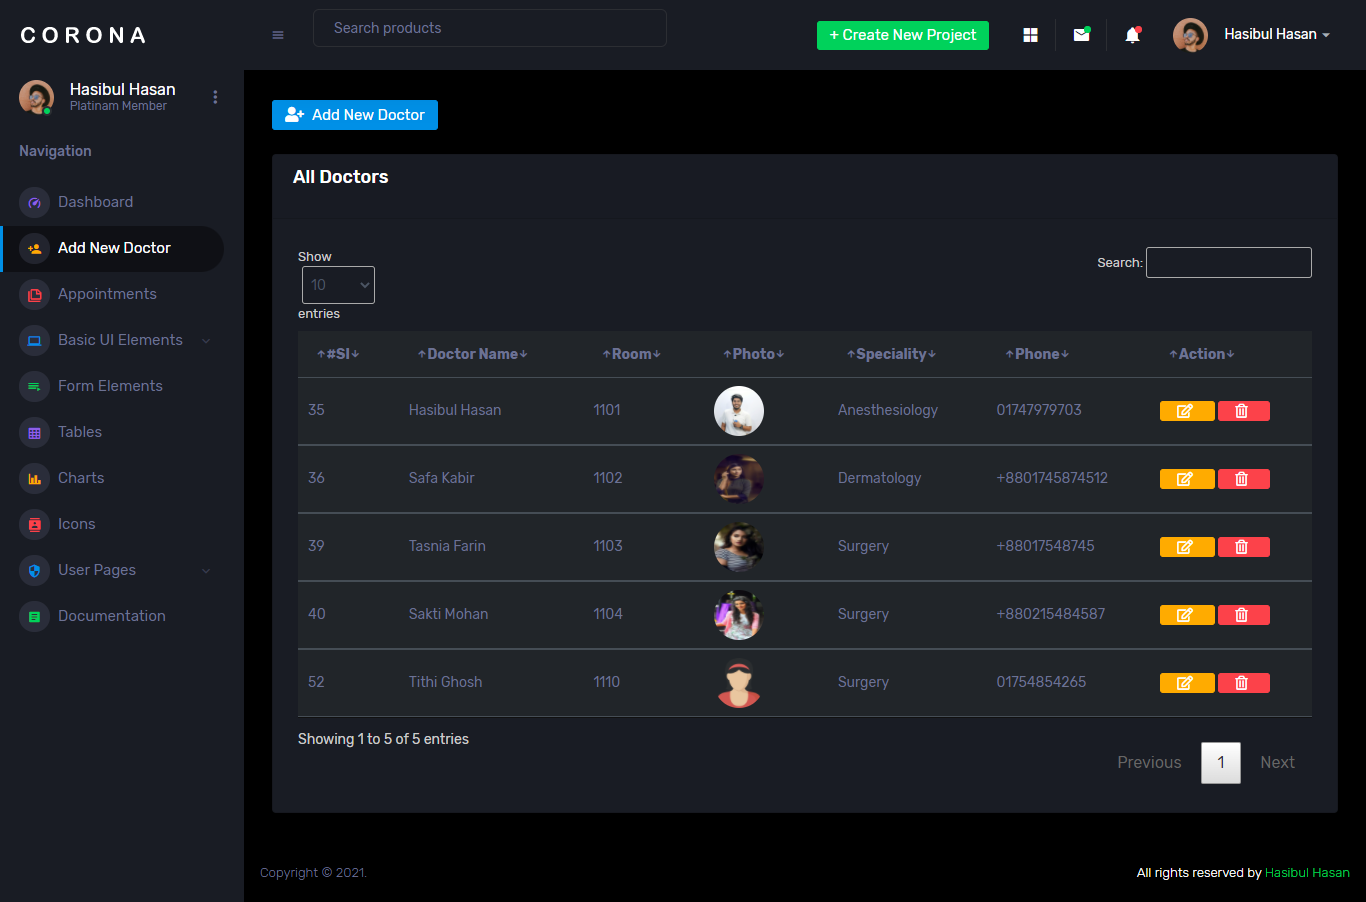 CORONA
Search products
+ Create New Project
Hasibul Hasan
Hasibul Hasan
Platinam Member
Navigation
Dashboard
Add New Doctor
Appointments
Basic UI Elements
Form Elements
Tables
Charts
Icons
User Pages
Documentation
Add New Doctor
All Doctors
Show
10
entries
Search:
#Sl Doctor Name Room Photo Speciality Phone Action
35 Hasibul Hasan 1101 Anesthesiology 01747979703
36 Safa Kabir 1102 Dermatology +8801745874512
39 Tasnia Farin 1103 Surgery +88017548745
40 Sakti Mohan 1104 Surgery +880215484587
52 Tithi Ghosh 1110 Surgery 01754854265
Showing 1 to 5 of 5 entries
Previous 1 Next
Copyright © 2021.
All rights reserved by Hasibul Hasan